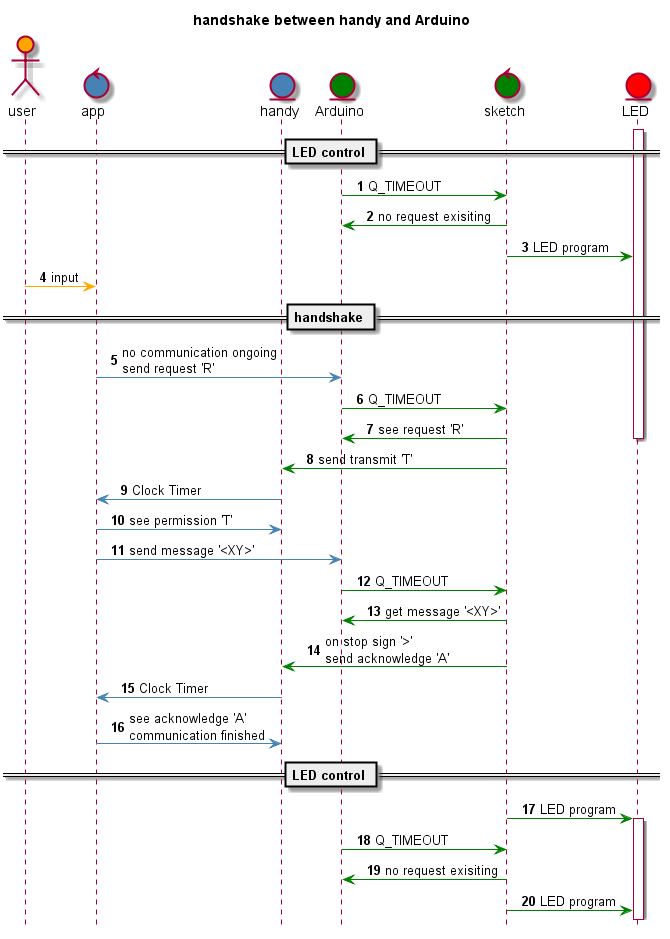 handshake between handy and Arduino
user app handy Arduino sketch LED
LED control
1 Q_TIMEOUT
2 no request exisiting
3 LED program
4 input
handshake
5 no communication ongoing
send request 'R'
6 Q_TIMEOUT
7 see request 'R'
8 send transmit 'T'
9 Clock Timer
10 see permission 'T'
11 send message '<XY>'
12 Q_TIMEOUT
13 get message '<XY>'
14 on stop sign '>'
send acknowledge 'A'
15 Clock Timer
16 see acknowledge 'A'
communication finished
LED control
17 LED program
18 Q_TIMEOUT
19 no request exisiting
20 LED program